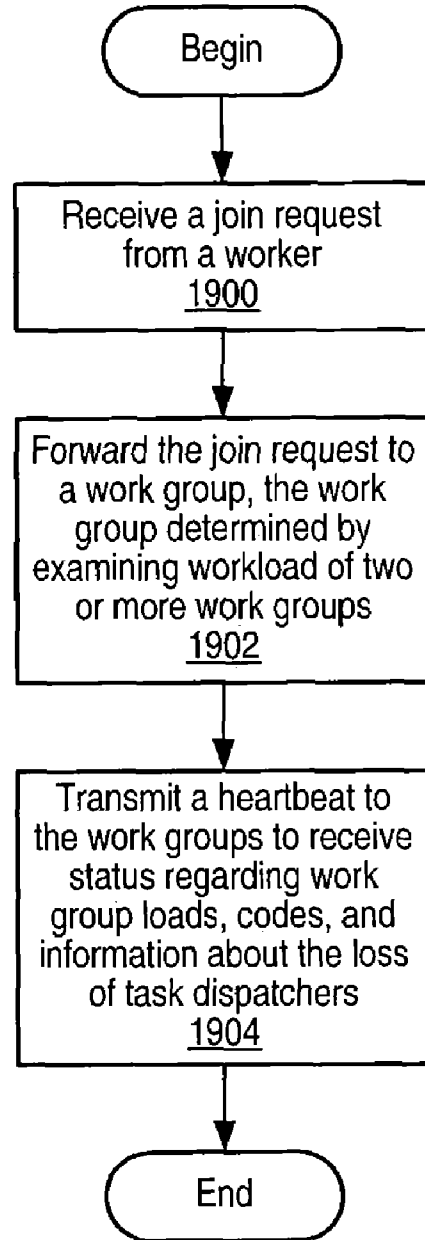 Begin
Receive a join request
from a worker
1900
Forward the join request to
a work group, the work
group determined by
examining workload of two
or more work groups
1902
Transmit a heartbeat to
the work groups to receive
status regarding work
group loads, codes, and
information about the loss
of task dispatchers
1904
End